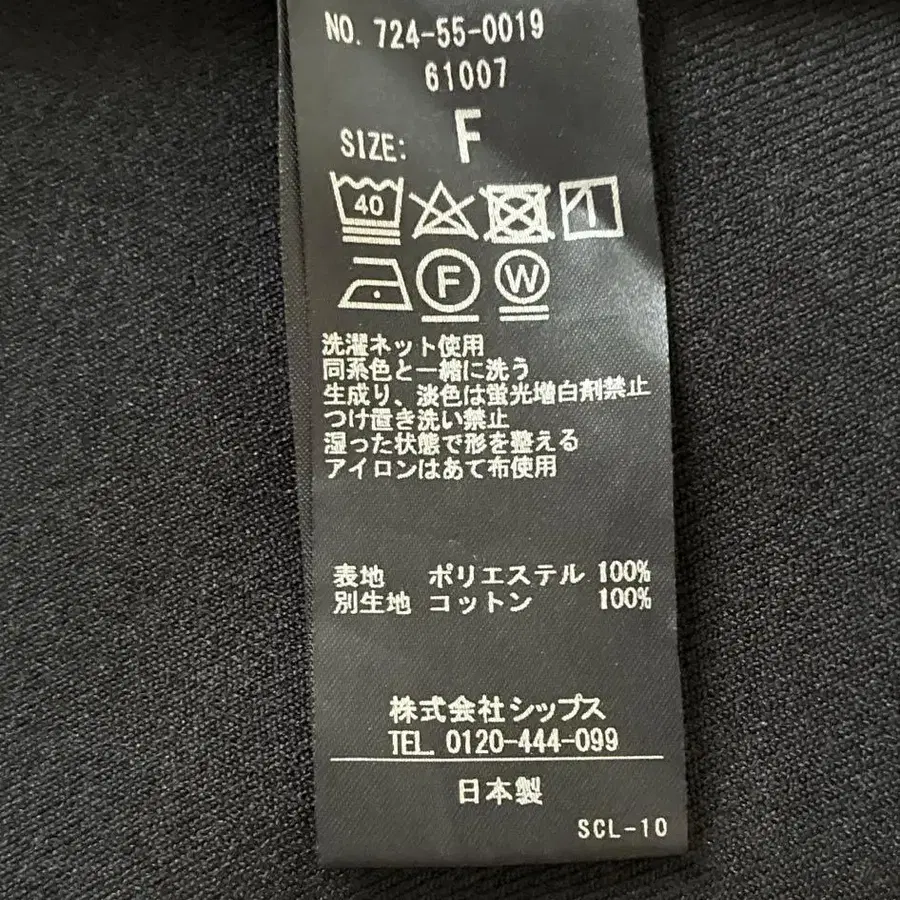 NO. 724-55-0019
61007
SIZE: F
40
F W
洗濯ネット使用
同系色と一緒に洗う
生成り、淡色は蛍光増白剤禁止
つけ置き洗い禁止
湿った状態で形を整える
アイロンはあて布使用
表地 ポリエステル 100%
別生地 コットン 100%
株式会社シップス
TEL. 0120-444-099
日本製
SCL-10